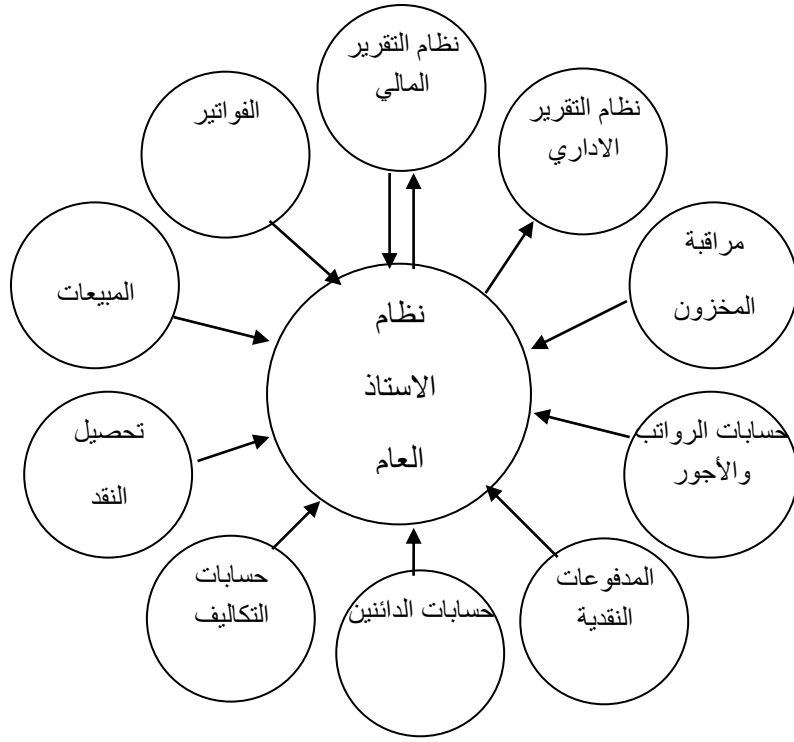 نظام التقرير
المالي
نظام التقرير
الاداري
الفواتير
مراقبة
المخزون
المبيعات
نظام
الاستاذ
العام
حسابات الرواتب
والأجور
تحصيل
النقد
المدفوعات
النقدية
حسابات
التكاليف
حسابات الدائنين